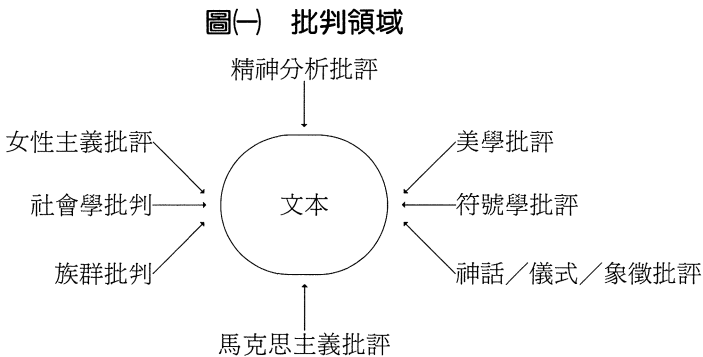 圖㈠ 批判領域
精神分析批評
女性主義批評
美學批評
社會學批判
文本
符號學批評
族群批判
神話／儀式／象徵批評
馬克思主義批評